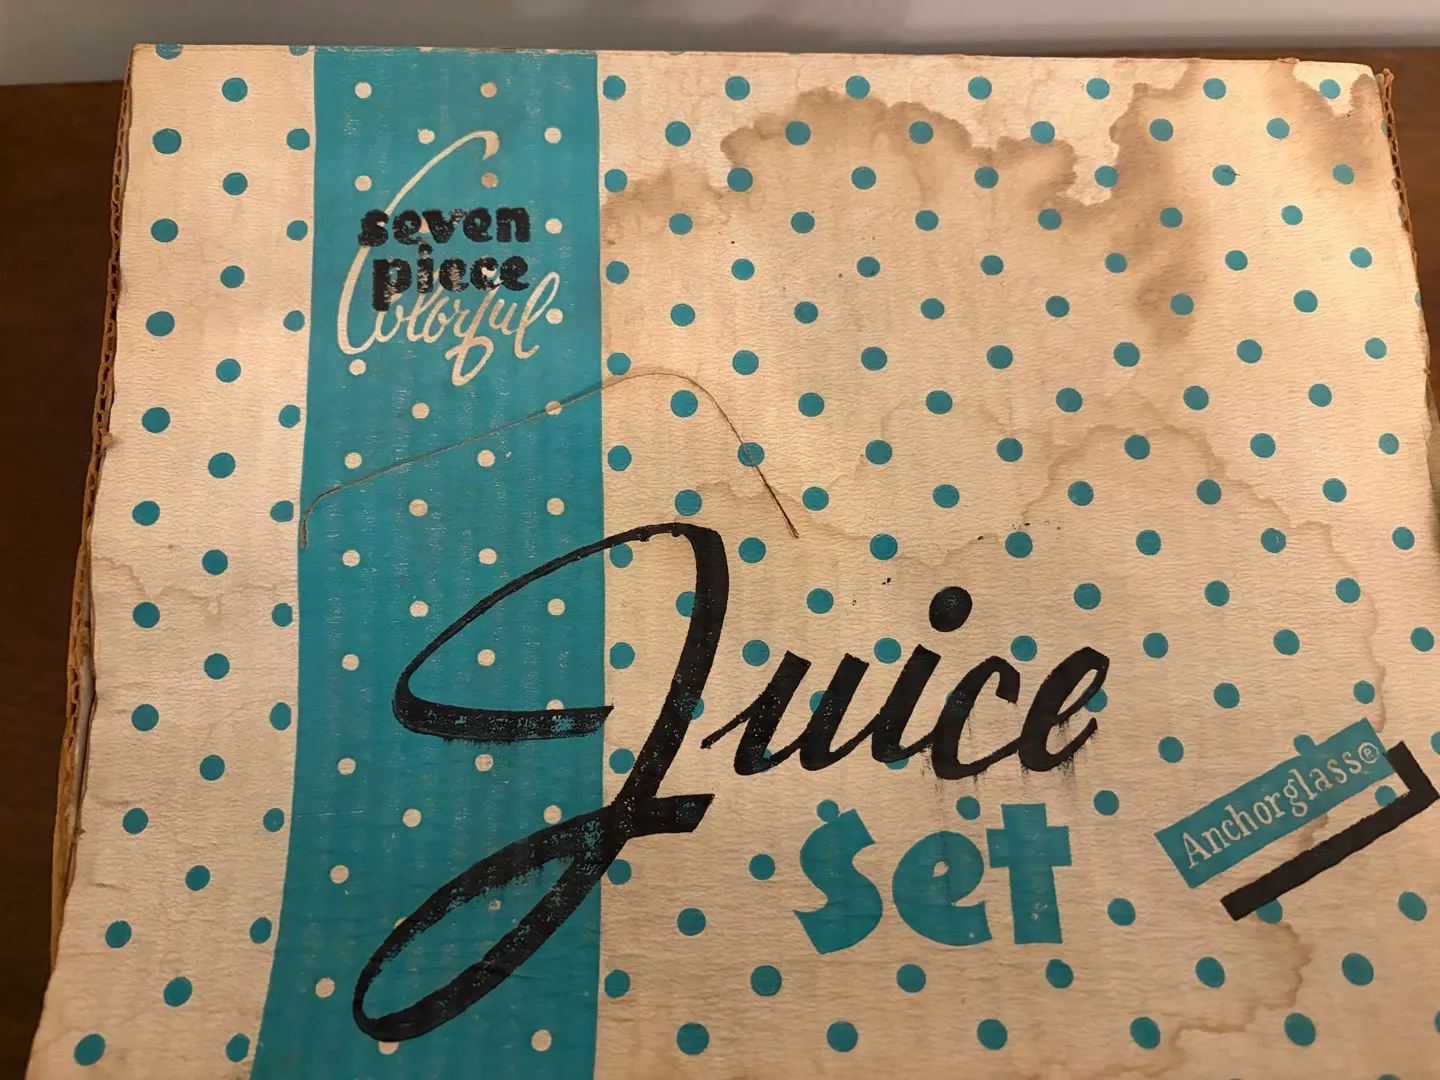 seven
piece
Colorful
Juice
Set
Anchorglass®